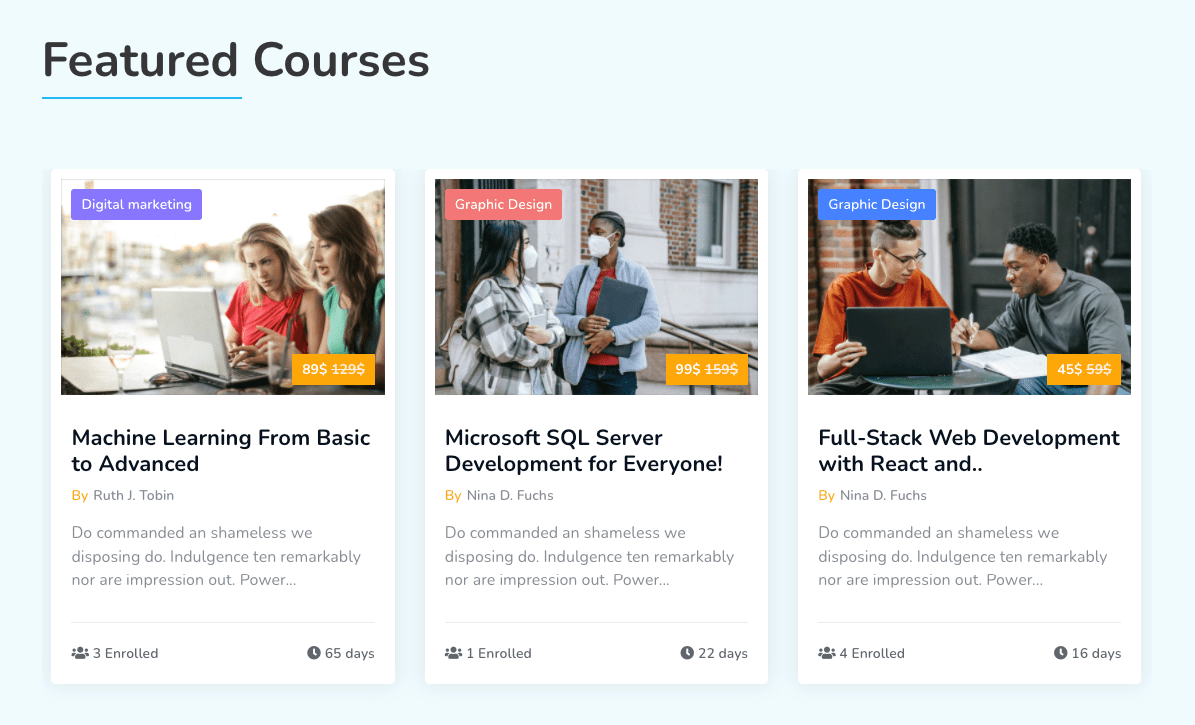 Featured Courses
Digital marketing
89$ 129$
Machine Learning From Basic
to Advanced
By Ruth J. Tobin
Do commanded an shameless we
disposing do. Indulgence ten remarkably
nor are impression out. Power...
3 Enrolled
65 days
Graphic Design
99$ 159$
Microsoft SQL Server
Development for Everyone!
By Nina D. Fuchs
Do commanded an shameless we
disposing do. Indulgence ten remarkably
nor are impression out. Power...
1 Enrolled
22 days
Graphic Design
45$ 59$
Full-Stack Web Development
with React and..
By Nina D. Fuchs
Do commanded an shameless we
disposing do. Indulgence ten remarkably
nor are impression out. Power...
4 Enrolled
16 days